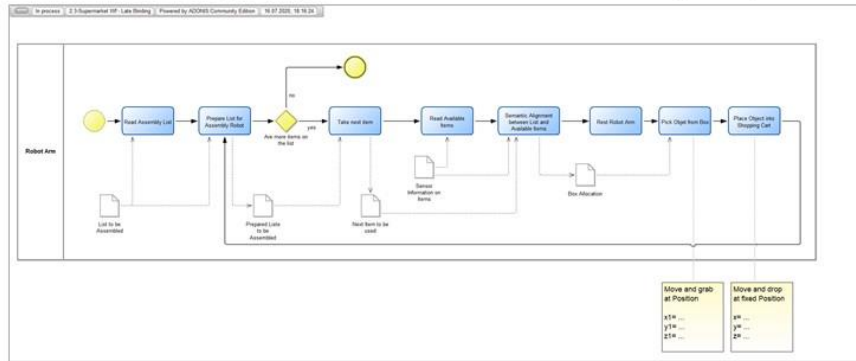 In process
2.3-Supermarket WF- Late Binding
Powered by ADONIS Community Edition
16.07.2020, 18:16:24
no
Read Assembly List
Prepare List for
Assembly Robot
Are more items on
the list
yes
Take next item
Read Available
Items
Semantic Alignment
between List and
Available Items
Rest Robot Arm
Pick Objet from Box
Place Object into
Shopping Cart
Robot Arm
List to be
Assembled
Prepared Lists
to be
Assembled
Next Item to be
used
Sensor
Information on
Items
Box Allocation
Move and grab
at Position
x1= ...
y1= ...
z1= ...
Move and drop
at fixed Position
x= ...
y= ...
z= ...